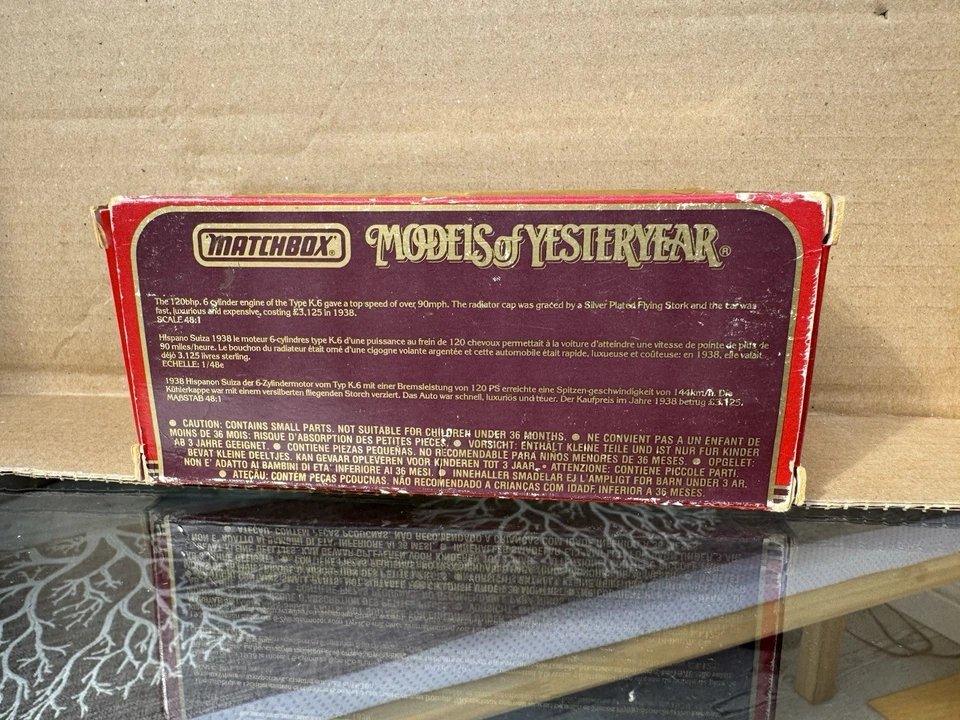 MATCHBOX®
MODELS of YESTERYEAR®
The 120bhp. 6 cylinder engine of the Type K.6 gave a top speed of over 90mph. The radiator cap was graced by a Silver Plated Flying Stork and the car was
fast, luxurious and expensive, costing £3,125 in 1938.
SCALE 48:1
Hispano Suiza 1938 le moteur 6-cylindres type K.6 d'une puissance au frein de 120 chevoux permettait à la voiture d'atteindre une vitesse de pointe de plus de
90 miles/heure. Le bouchon du radiateur était orné d'une cigogne volante argentée et cette automobile était rapide, luxueuse et coûteuse: en 1938, elle valait
déjò 3.125 livres sterling.
ECHELLE: 1/48e
1938 Hispanon Suiza der 6-Zylindermotor vom Typ K.6 mit einer Bremsleistung von 120 PS erreichte eine Spitzen-geschwindigkeit von 144km/h. Die
Kühlerkappe war mit einem versilberten fliegenden Storch verziert. Das Auto war schnell, luxuriös und teuer. Der Kaufpreis im Jahre 1938 betrug £3.125.
MAßSTAB 48:1
● CAUTION: CONTAINS SMALL PARTS. NOT SUITABLE FOR CHILDREN UNDER 36 MONTHS. ● NE CONVIENT PAS A UN ENFANT DE
MOINS DE 36 MOIS: RISQUE D'ABSORPTION DES PETITES PIECES. ● VORSICHT: ENTHÄLT KLEINE TEILE UND IST NUR FUR KINDER
AB 3 JAHRE GEEIGNET. ● CONTIENE PIEZAS PEQUEÑAS. NO RECOMENDABLE PARA NINOS MENORES DE 36 MESES. ● OPGELET:
BEVAT KLEINE DEELTJES. KAN GEVAAR OPLEVEREN VOOR KINDEREN TOT 3 JAAR. ● ATTENZIONE: CONTIENE PICCOLE PARTI.
NON E' ADATTO AI BAMBINI DI ETA' INFERIORE AI 36 MESI. ● INNEHALLER SMADELAR EJ LAMPLIGT FOR BARN UNDER 3 AR,
● ATECÃU: CONTÉM PEÇAS PCOUCNAS. NÃO RECOMENDADO A CRIANÇAS COM IDADE INFERIOR A 36 MESES.